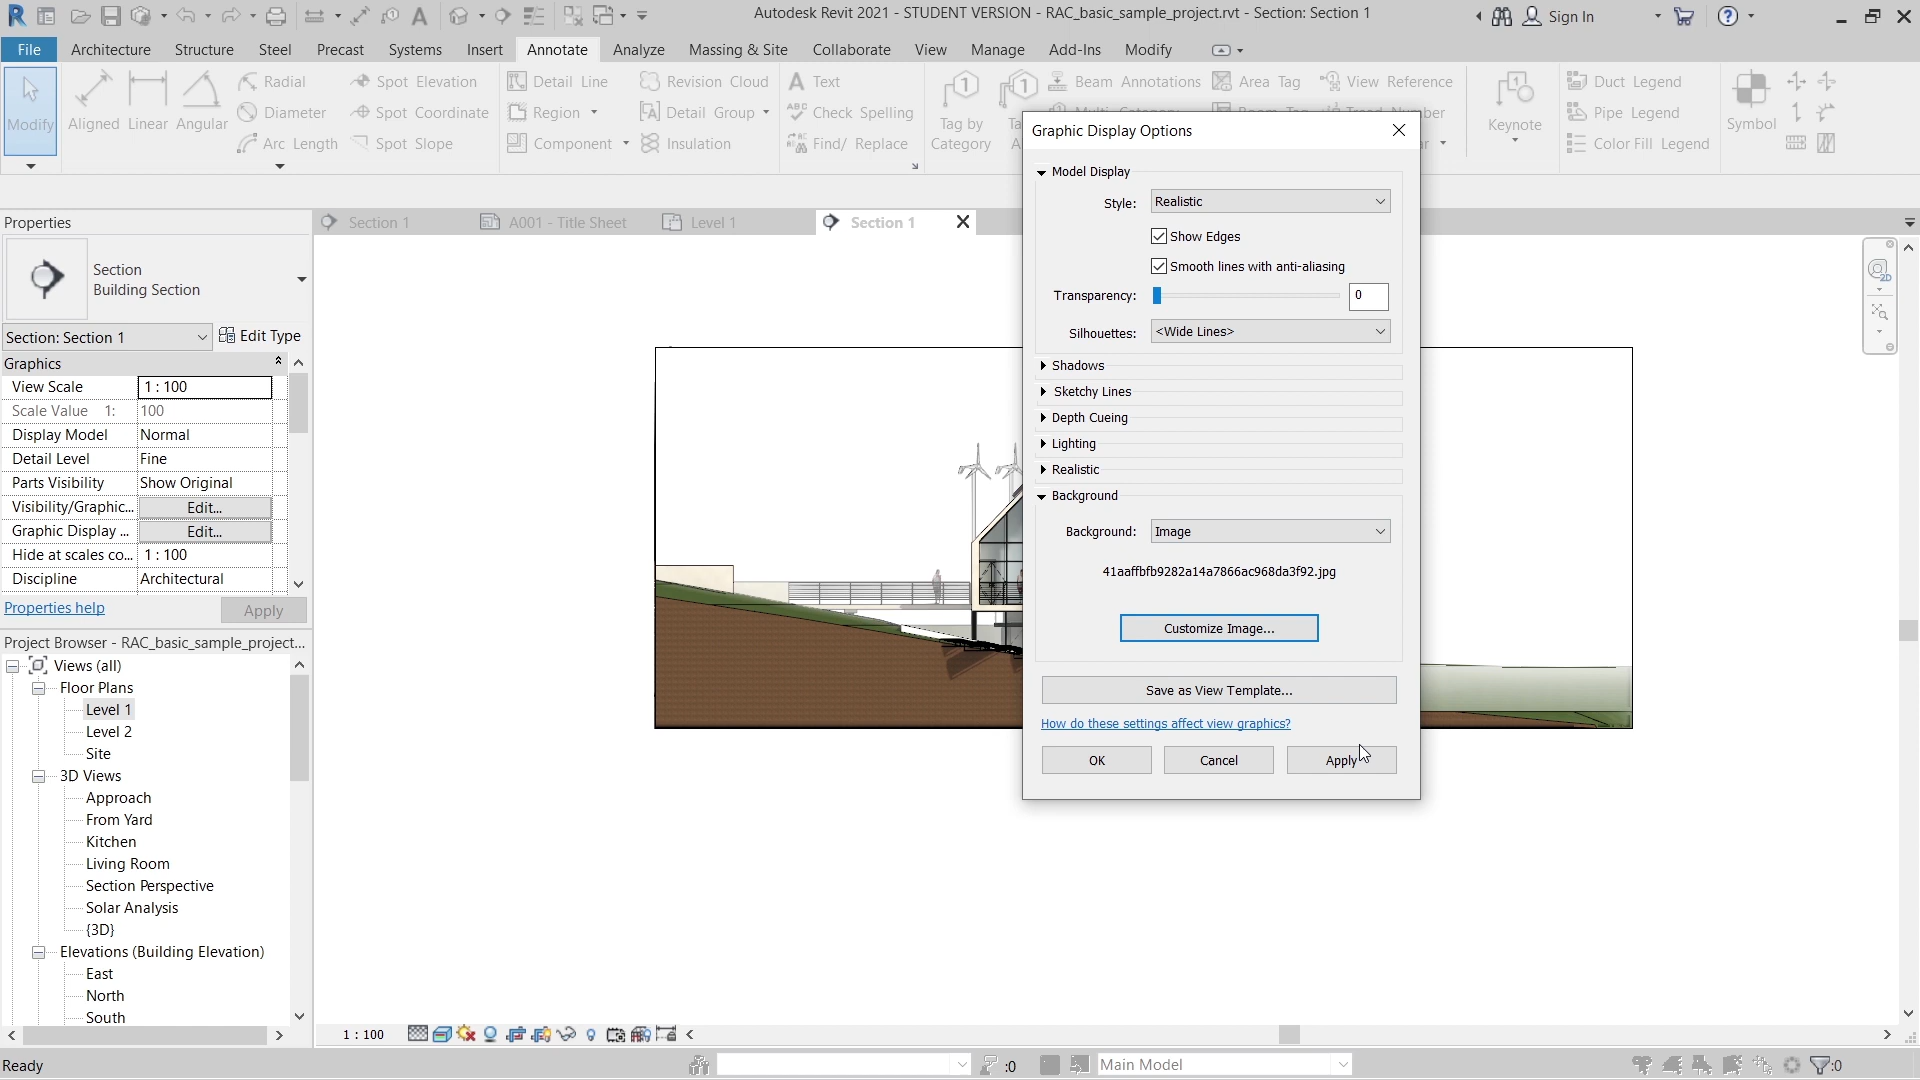 Autodesk Revit 2021 - STUDENT VERSION - RAC_basic_sample_project.rvt - Section: Section 1
Sign In
File Architecture Structure Steel Precast Systems Insert Annotate Analyze Massing & Site Collaborate View Manage Add-Ins Modify
Modify
Aligned
Linear
Angular
Radial
Diameter
Arc Length
Spot Elevation
Spot Coordinate
Spot Slope
Detail Line
Region
Component
Revision Cloud
Detail Group
Insulation
Text
Check Spelling
Find/ Replace
Tag by
Category
Beam Annotations
Area Tag
View Reference
Keynote
Duct Legend
Pipe Legend
Color Fill Legend
Symbol
Properties
Section 1
A001 - Title Sheet
Level 1
Section 1
Section
Building Section
Section: Section 1
Edit Type
Graphics
View Scale 1 : 100
Scale Value 1: 100
Display Model Normal
Detail Level Fine
Parts Visibility Show Original
Visibility/Graphic... Edit...
Graphic Display ... Edit...
Hide at scales co... 1 : 100
Discipline Architectural
Properties help
Apply
Project Browser - RAC_basic_sample_project...
Views (all)
Floor Plans
Level 1
Level 2
Site
3D Views
Approach
From Yard
Kitchen
Living Room
Section Perspective
Solar Analysis
{3D}
Elevations (Building Elevation)
East
North
South
Graphic Display Options
Model Display
Style: Realistic
Show Edges
Smooth lines with anti-aliasing
Transparency: 0
Silhouettes: <Wide Lines>
Shadows
Sketchy Lines
Depth Cueing
Lighting
Realistic
Background
Background: Image
41aaffbfb9282a14a7866ac968da3f92.jpg
Customize Image...
Save as View Template...
How do these settings affect view graphics?
OK
Cancel
Apply
2D
1 : 100
Ready
:0
Main Model
:0